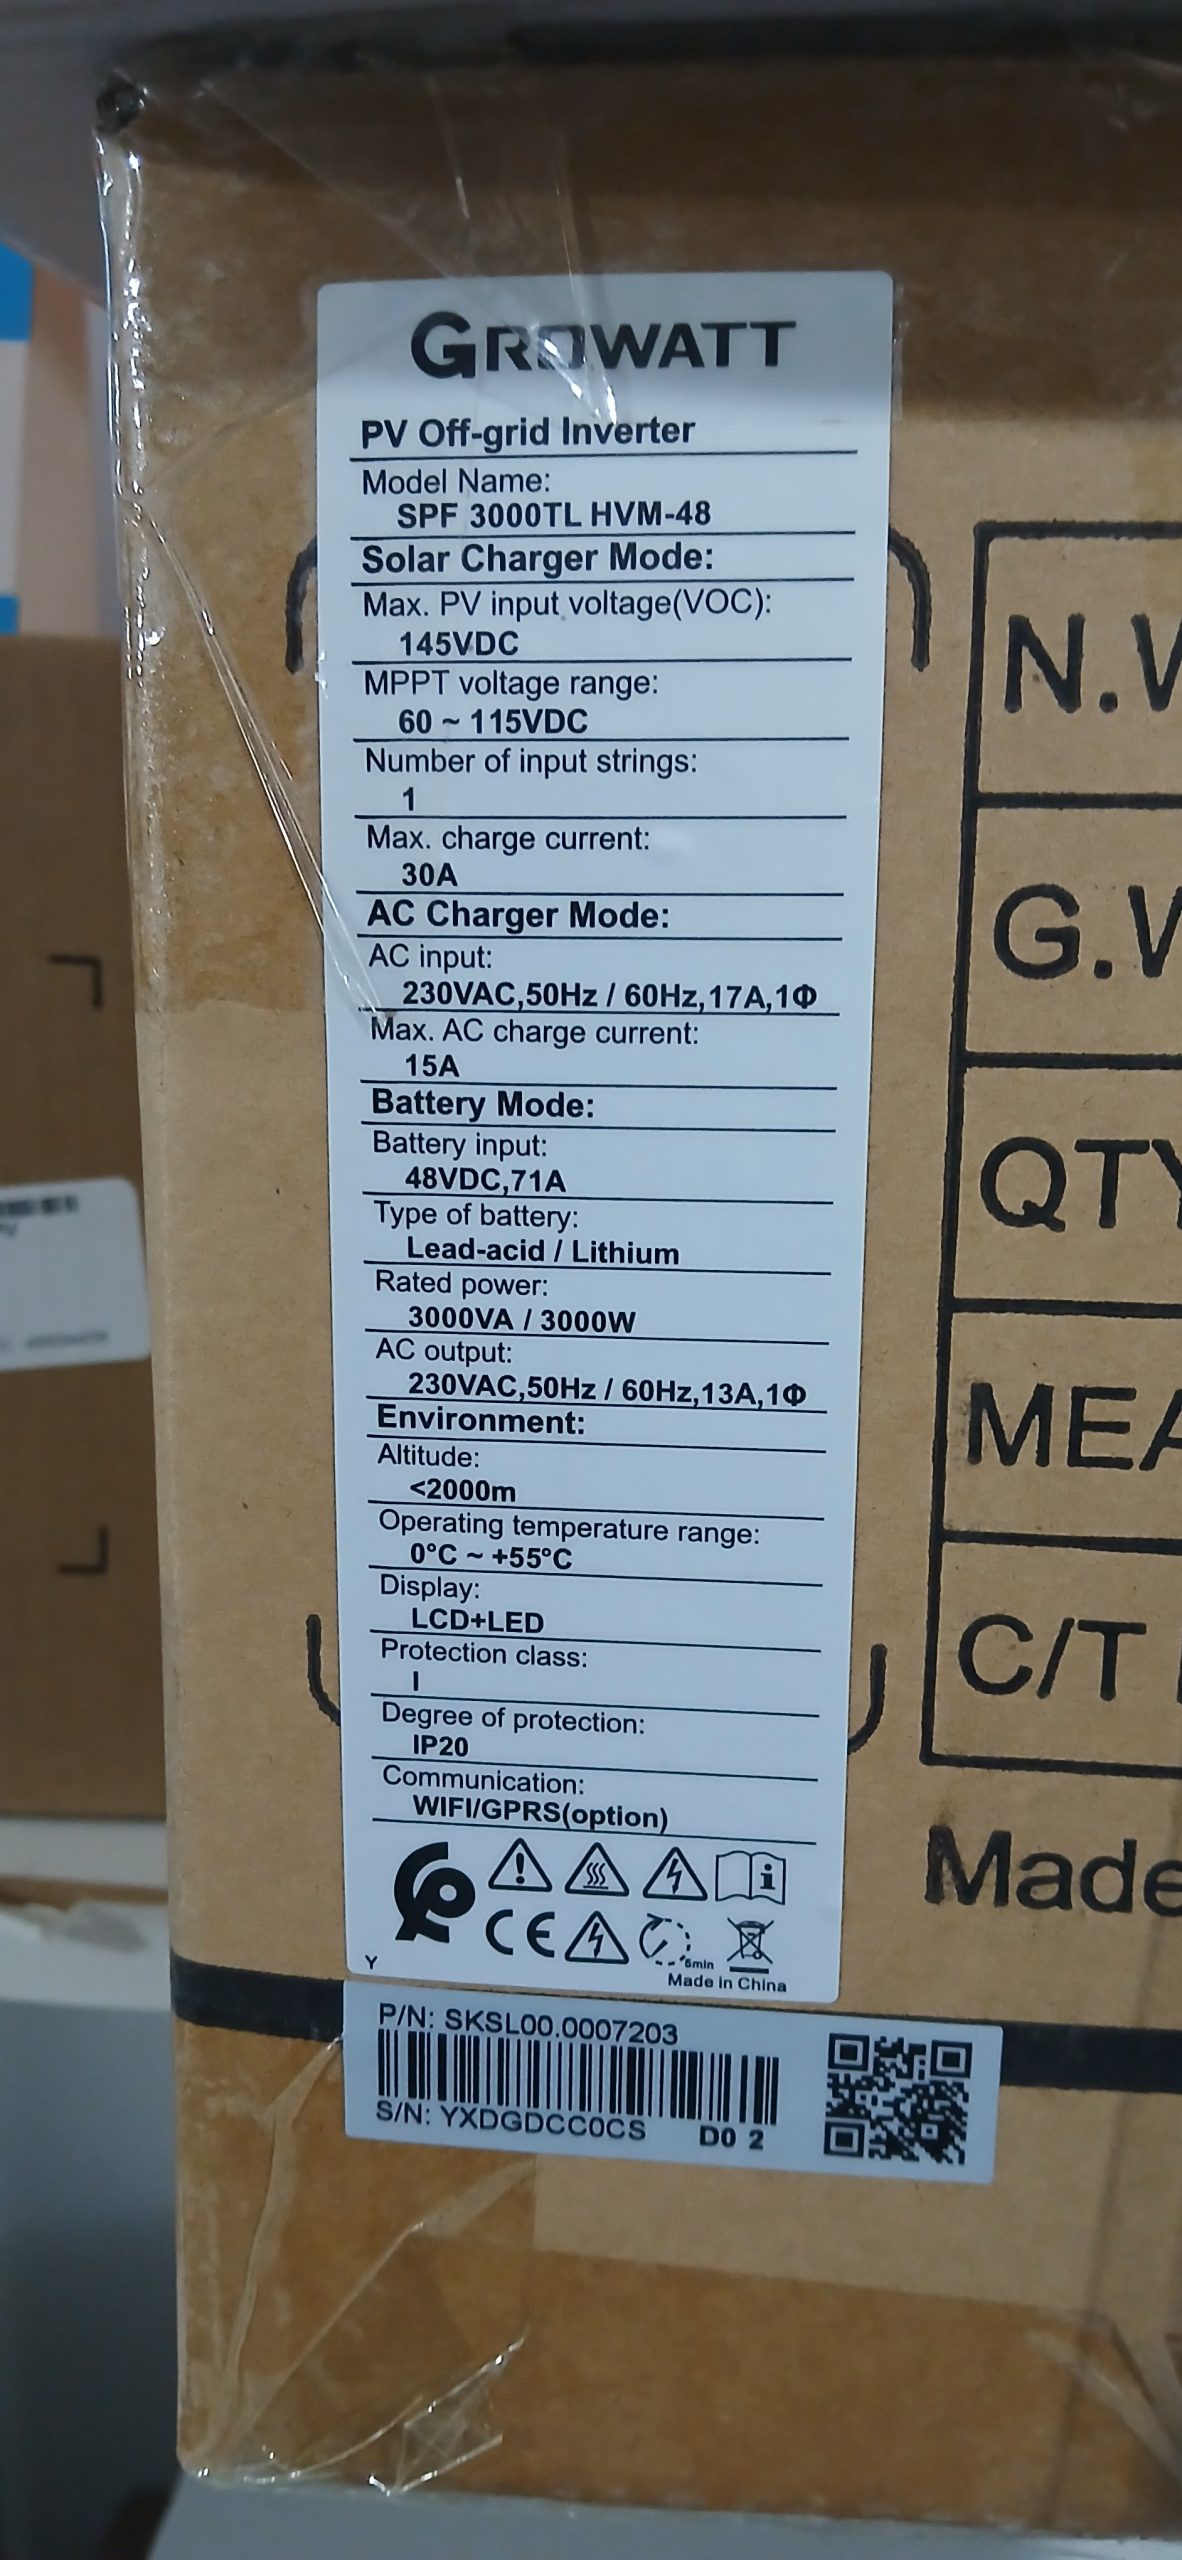 GROWATT
PV Off-grid Inverter
Model Name:
SPF 3000TL HVM-48
Solar Charger Mode:
Max. PV input voltage(VOC):
145VDC
MPPT voltage range:
60 ~ 115VDC
Number of input strings:
1
Max. charge current:
30A
AC Charger Mode:
AC input:
230VAC,50Hz / 60Hz,17A,1Φ
Max. AC charge current:
15A
Battery Mode:
Battery input:
48VDC,71A
Type of battery:
Lead-acid / Lithium
Rated power:
3000VA / 3000W
AC output:
230VAC,50Hz / 60Hz,13A,1Φ
Environment:
Altitude:
<2000m
Operating temperature range:
0°C ~ +55°C
Display:
LCD+LED
Protection class:
I
Degree of protection:
IP20
Communication:
WIFI/GPRS(option)
CE
5min
Y
Made in China
P/N: SKSL00.0007203
S/N: YXDGDCC0CS D0 2
N.W
G.W
QTY
MEA
C/T
Made